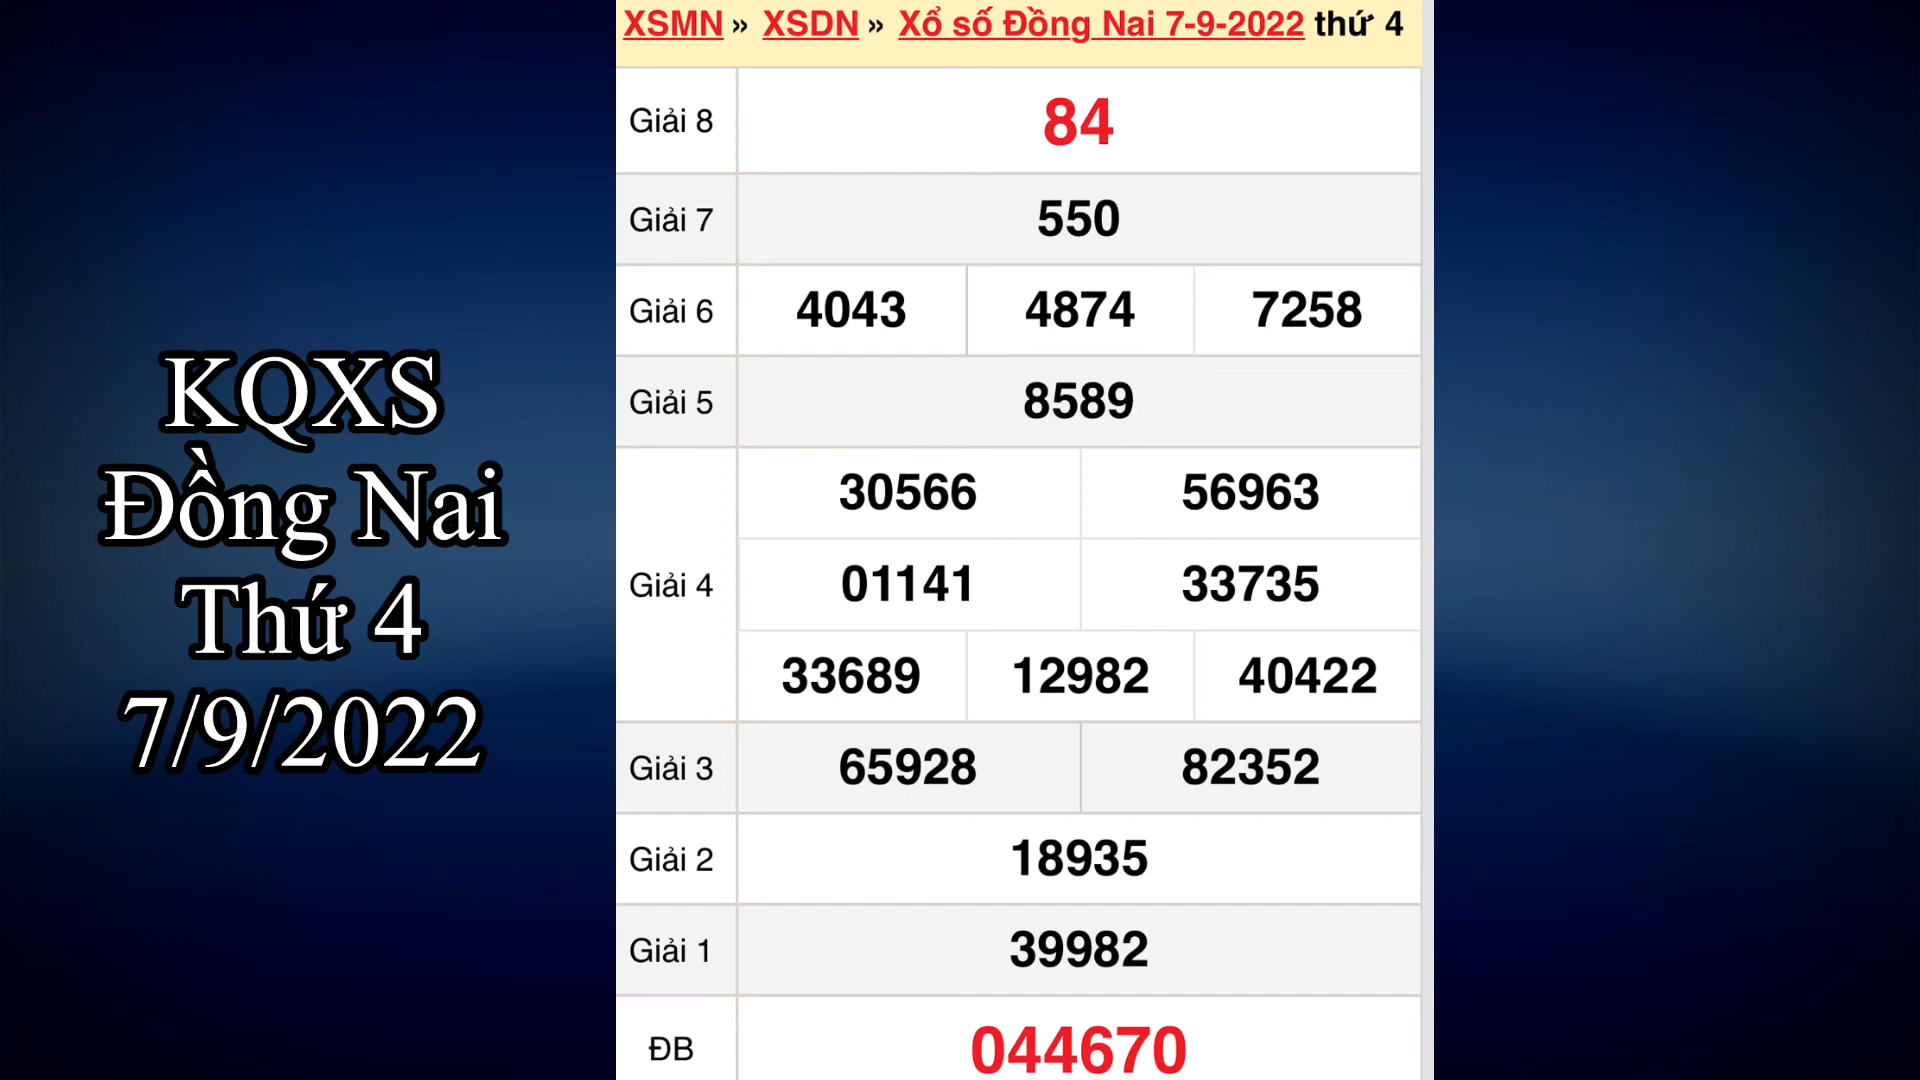 KQXS
Đồng Nai
Thứ 4
7/9/2022
XSMN » XSDN » Xổ số Đồng Nai 7-9-2022 thứ 4
Giải 8 84
Giải 7 550
Giải 6 4043 4874 7258
Giải 5 8589
Giải 4 30566 56963
01141 33735
33689 12982 40422
Giải 3 65928 82352
Giải 2 18935
Giải 1 39982
ĐB 044670